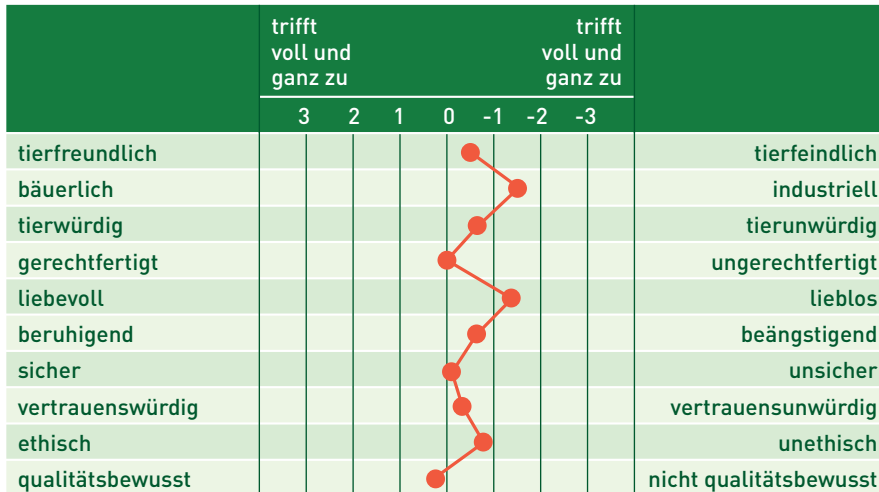 trifft
voll und
ganz zu
trifft
voll und
ganz zu
3 2 1 0 -1 -2 -3
tierfreundlich tierfeindlich
bäuerlich industriell
tierwürdig tierunwürdig
gerechtfertigt ungerechtfertigt
liebevoll lieblos
beruhigend beängstigend
sicher unsicher
vertrauenswürdig vertrauensunwürdig
ethisch unethisch
qualitätsbewusst nicht qualitätsbewusst